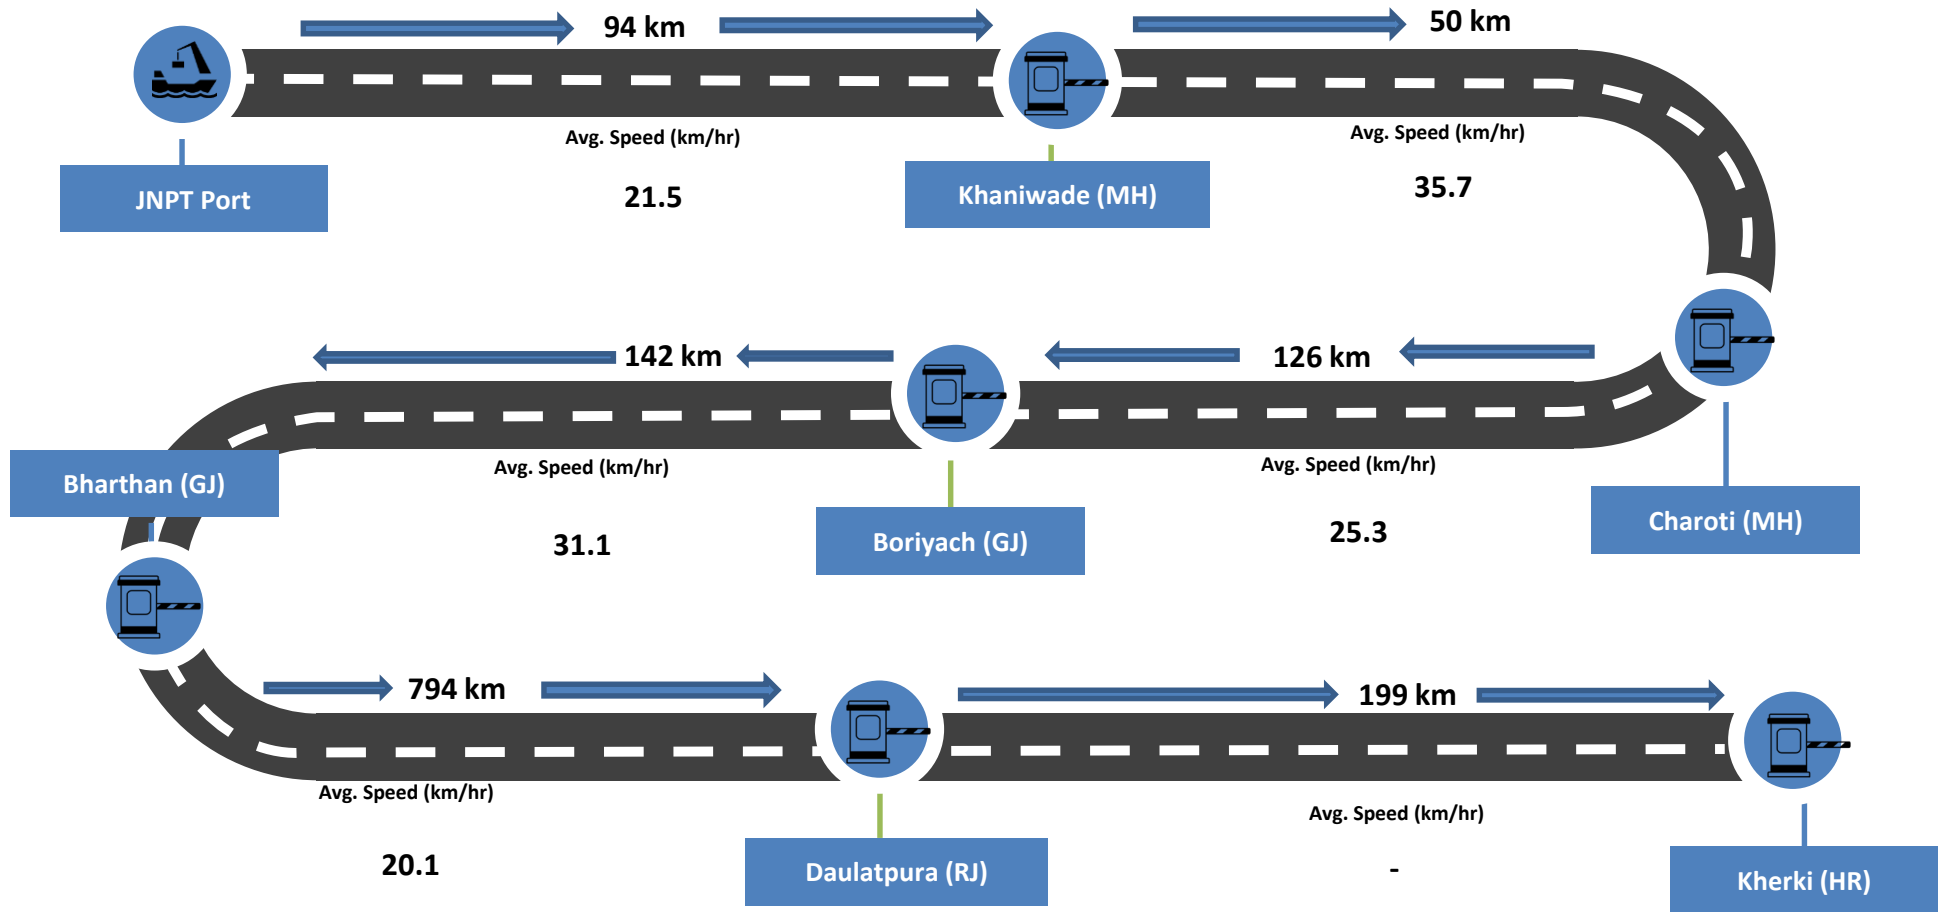 94 km
50 km
Avg. Speed (km/hr)
Avg. Speed (km/hr)
JNPT Port
21.5
Khaniwade (MH)
35.7
142 km
126 km
Bharthan (GJ)
Avg. Speed (km/hr)
Avg. Speed (km/hr)
31.1
Boriyach (GJ)
25.3
Charoti (MH)
794 km
199 km
Avg. Speed (km/hr)
Avg. Speed (km/hr)
20.1
Daulatpura (RJ)
-
Kherki (HR)